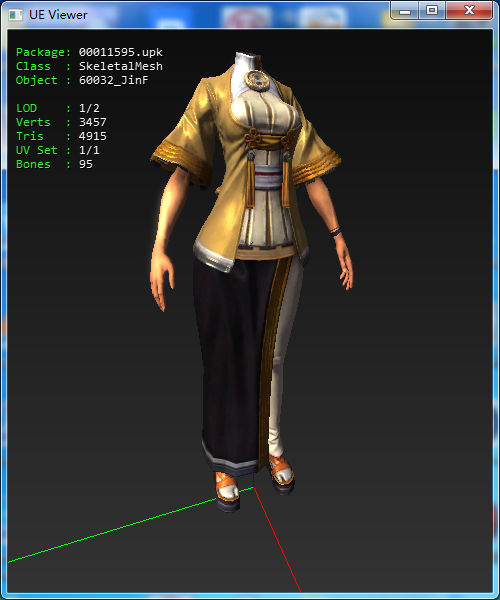 UE Viewer
Package: 00011595.upk
Class : SkeletalMesh
Object : 60032_JinF
LOD : 1/2
Verts : 3457
Tris : 4915
UV Set : 1/1
Bones : 95